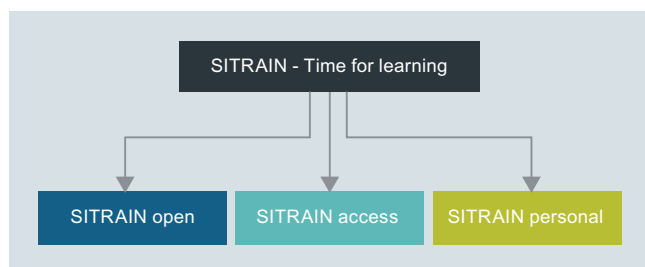 SITRAIN - Time for learning
SITRAIN open
SITRAIN access
SITRAIN personal